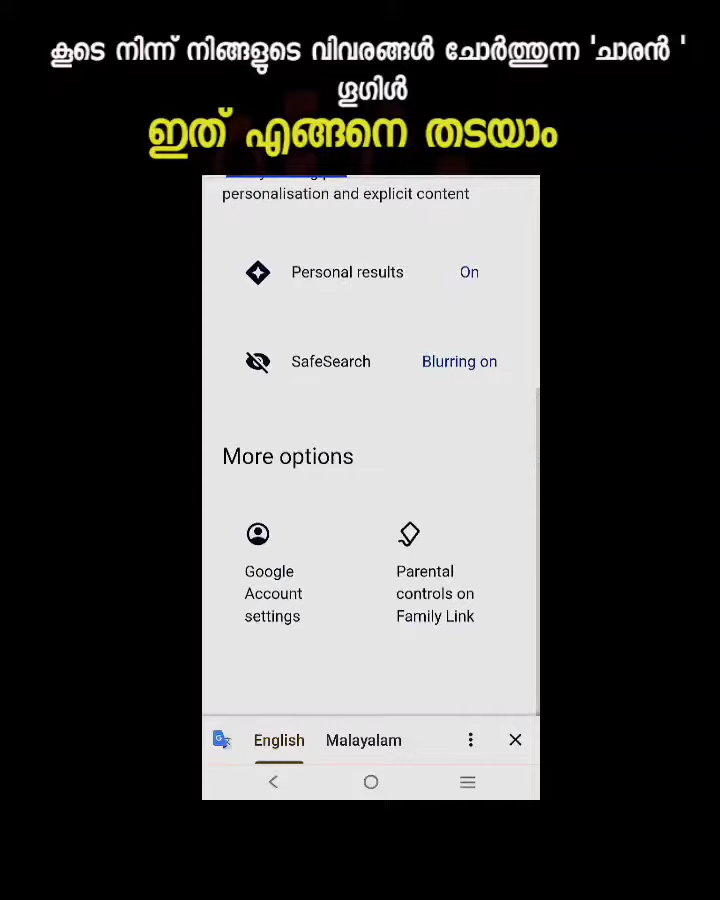 കൂടെ നിന്ന് നിങ്ങളുടെ വിവരങ്ങൾ ചോർത്തുന്ന 'ചാരൻ '
ഗൂഗിൾ
ഇത് എങ്ങനെ തടയാം
personalisation and explicit content
Personal results On
SafeSearch Blurring on
More options
Google
Account
settings
Parental
controls on
Family Link
English Malayalam